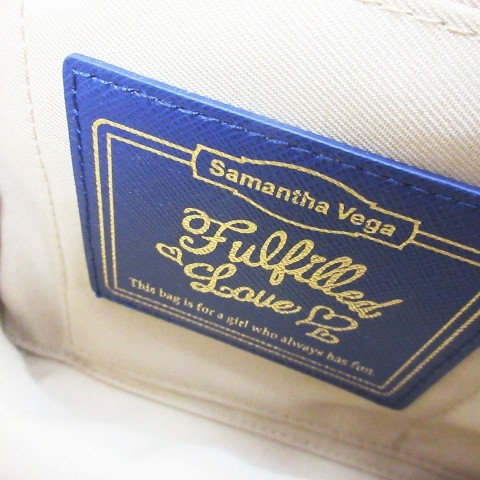 Samantha Vega
Fulfilled
Love
This bag is for a girl who always has fun.